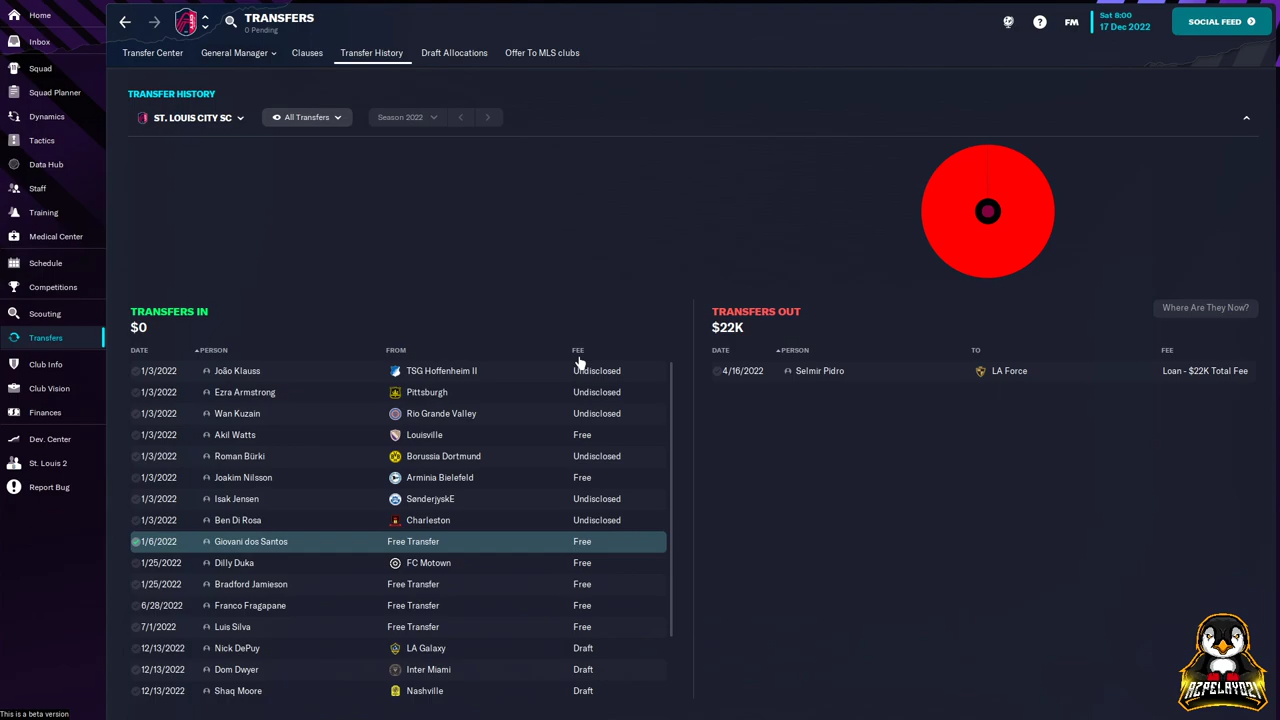 Home
Inbox
Squad
Squad Planner
Dynamics
Tactics
Data Hub
Staff
Training
Medical Center
Schedule
Competitions
Scouting
Transfers
Club Info
Club Vision
Finances
Dev. Center
St. Louis 2
Report Bug
This is a beta version
TRANSFERS
0 Pending
FM
Sat 8:00
17 Dec 2022
SOCIAL FEED
Transfer Center General Manager Clauses Transfer History Draft Allocations Offer To MLS clubs
TRANSFER HISTORY
ST. LOUIS CITY SC All Transfers Season 2022
TRANSFERS IN
$0
DATE PERSON FROM FEE
1/3/2022 João Klauss TSG Hoffenheim II Undisclosed
1/3/2022 Ezra Armstrong Pittsburgh Undisclosed
1/3/2022 Wan Kuzain Rio Grande Valley Undisclosed
1/3/2022 Akil Watts Louisville Free
1/3/2022 Roman Bürki Borussia Dortmund Undisclosed
1/3/2022 Joakim Nilsson Arminia Bielefeld Free
1/3/2022 Isak Jensen SønderjyskE Undisclosed
1/3/2022 Ben Di Rosa Charleston Undisclosed
1/6/2022 Giovani dos Santos Free Transfer Free
1/25/2022 Dilly Duka FC Motown Free
1/25/2022 Bradford Jamieson Free Transfer Free
6/28/2022 Franco Fragapane Free Transfer Free
7/1/2022 Luis Silva Free Transfer Free
12/13/2022 Nick DePuy LA Galaxy Draft
12/13/2022 Dom Dwyer Inter Miami Draft
12/13/2022 Shaq Moore Nashville Draft
TRANSFERS OUT
$22K
Where Are They Now?
DATE PERSON TO FEE
4/16/2022 Selmir Pidro LA Force Loan - $22K Total Fee
AZPELAYO21